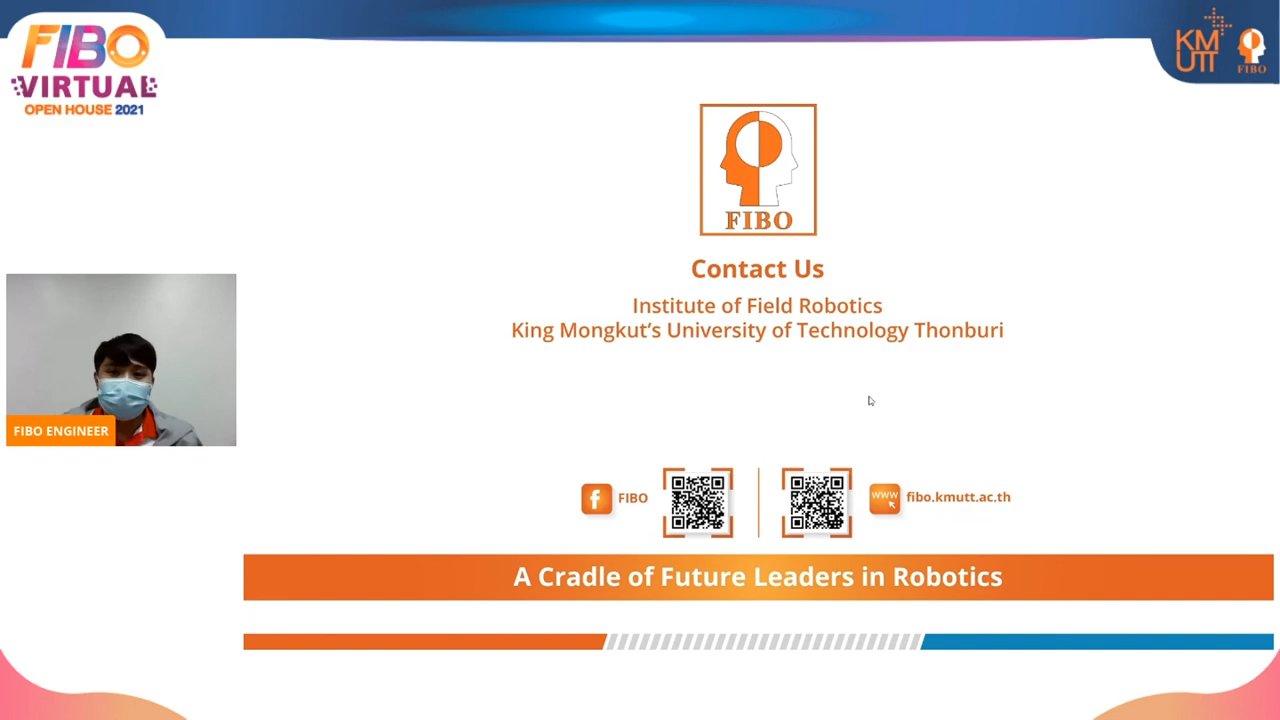 FIBO
VIRTUAL
OPEN HOUSE 2021
KM
UTT
FIBO
FIBO
Contact Us
Institute of Field Robotics
King Mongkut's University of Technology Thonburi
FIBO ENGINEER
FIBO
www
fibo.kmutt.ac.th
A Cradle of Future Leaders in Robotics